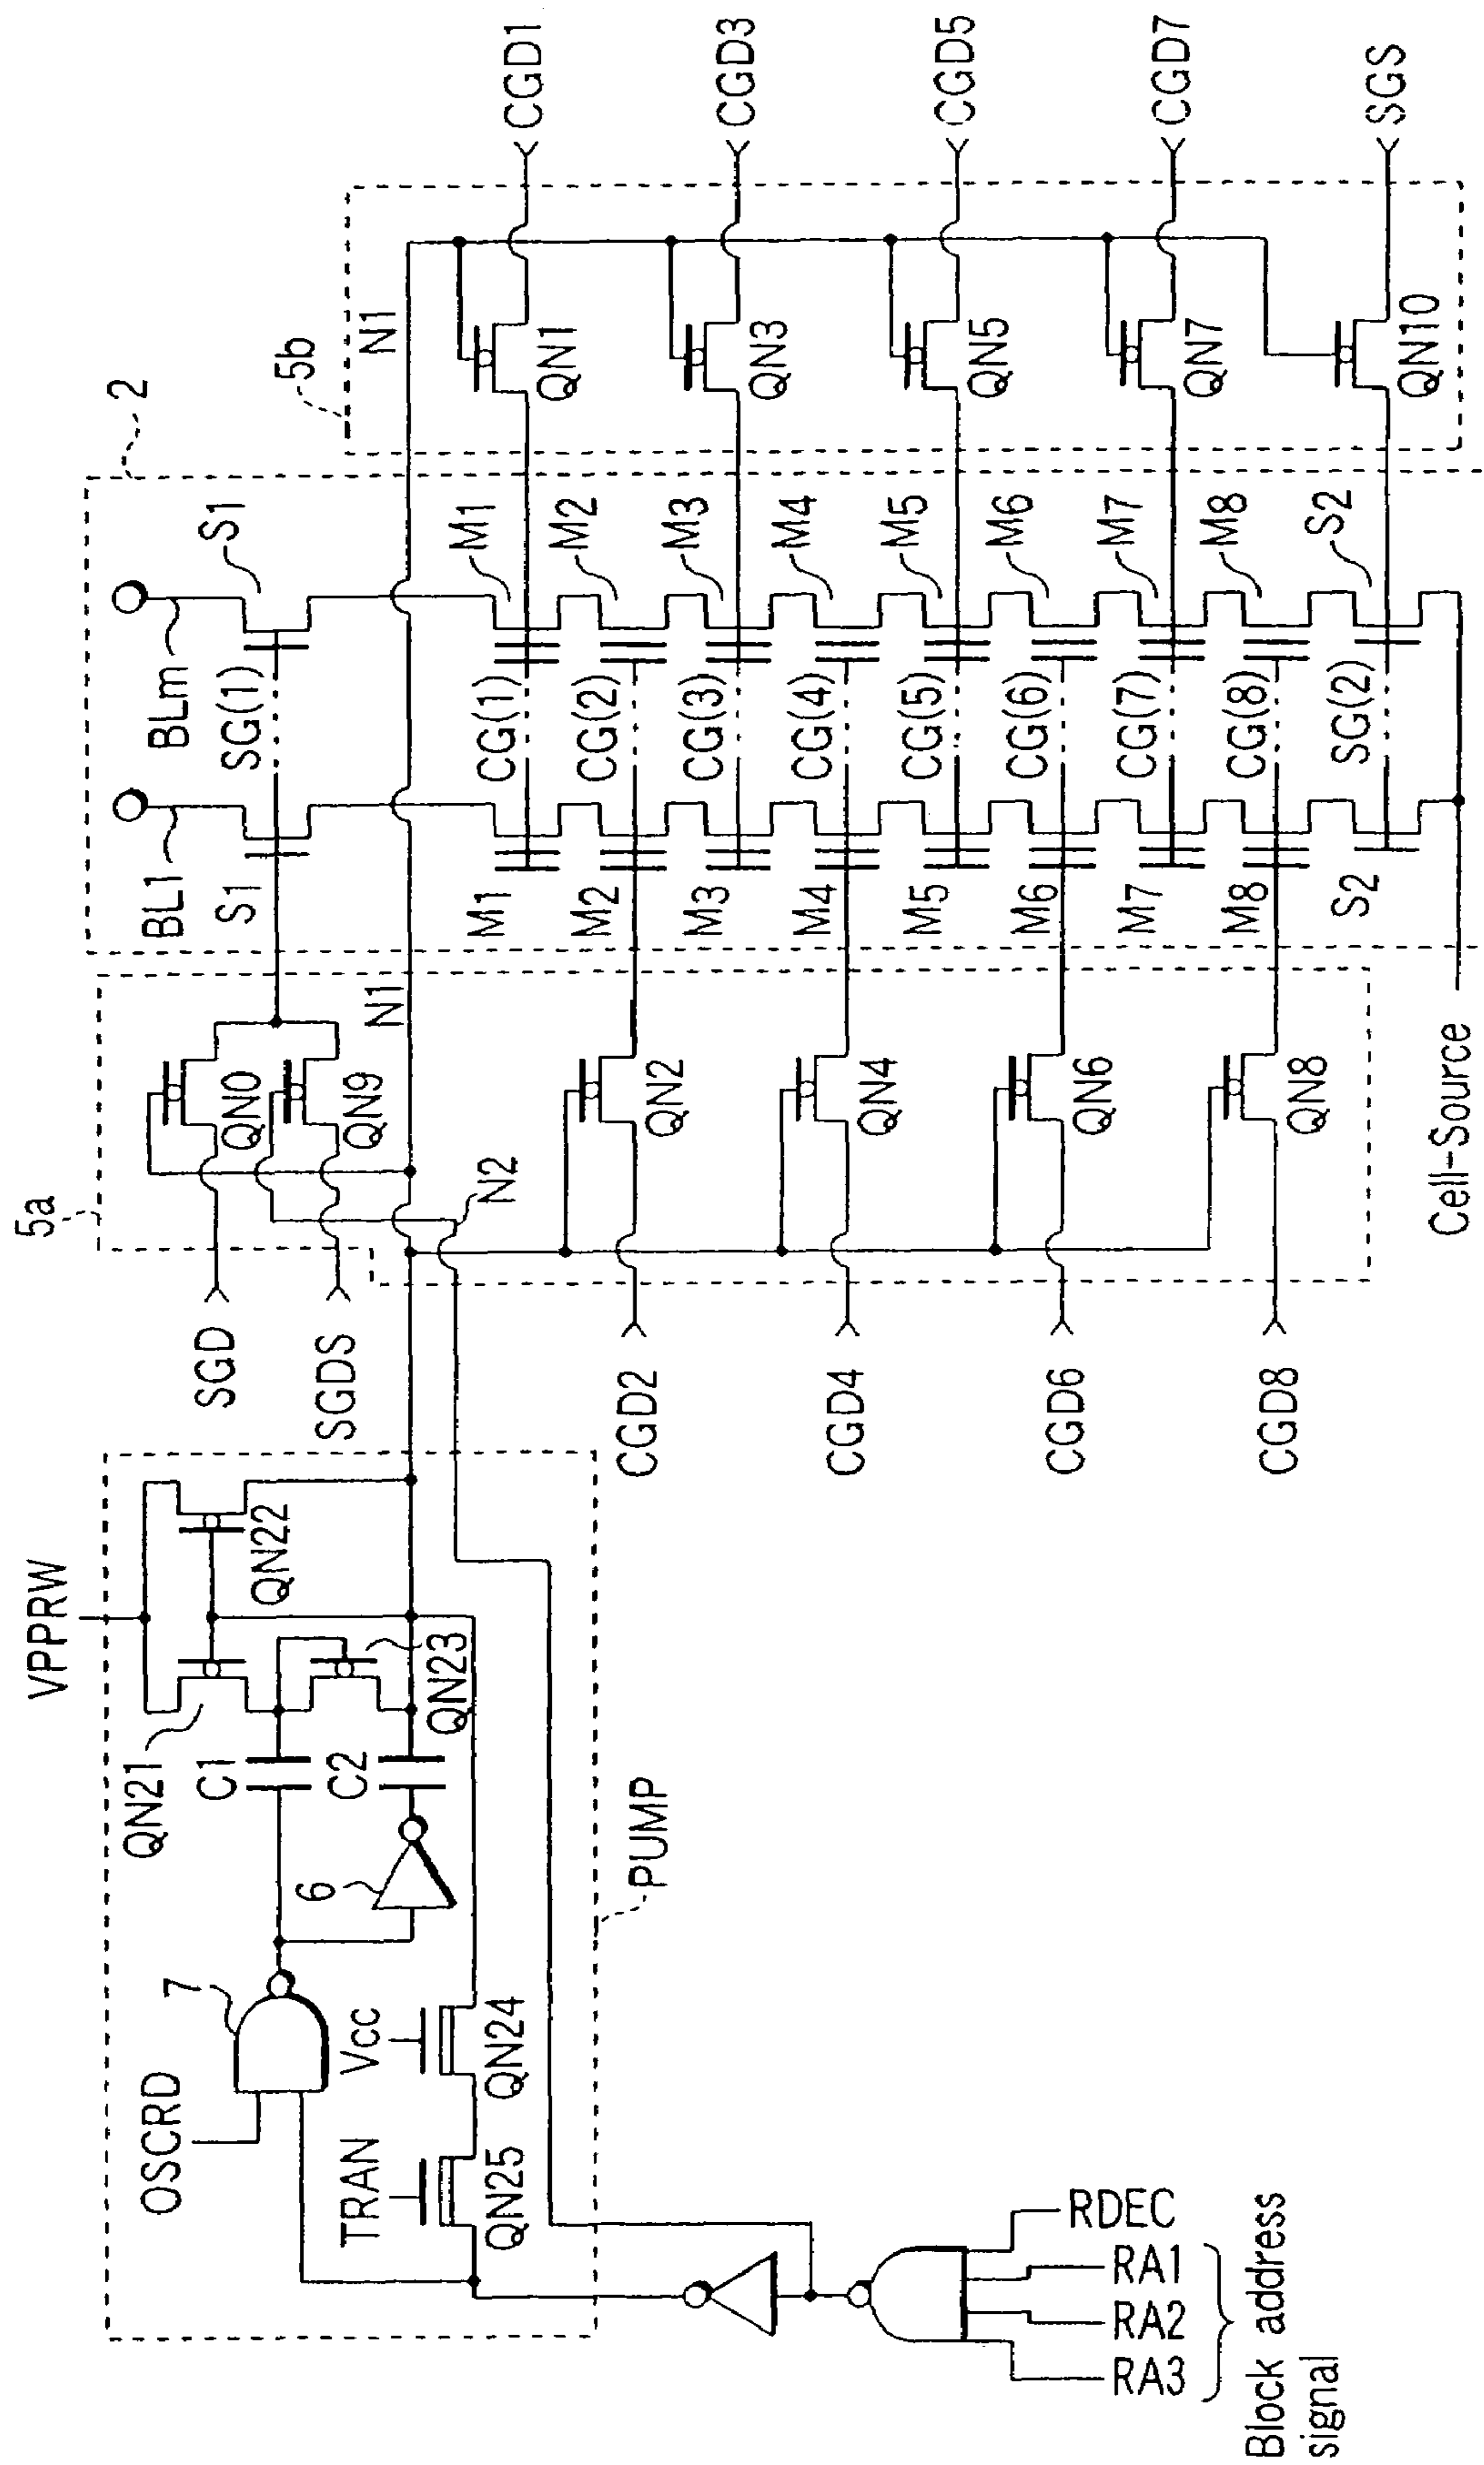 VPPRW
OSCRD
7
6
C1
C2
QN21
QN22
QN23
TRAN
Vcc
QN25
QN24
PUMP
RDEC
RA1
RA2
RA3
Block address
signal
5a
SGD
SGDS
QN0
QN9
N1
N2
CGD2
CGD4
CGD6
CGD8
QN2
QN4
QN6
QN8
2
BL1
BLm
S1
SG(1)
S1
M1
CG(1)
M1
M2
CG(2)
M2
M3
CG(3)
M3
M4
CG(4)
M4
M5
CG(5)
M5
M6
CG(6)
M6
M7
CG(7)
M7
M8
CG(8)
M8
S2
SG(2)
S2
Cell-Source
5b
N1
QN1
QN3
QN5
QN7
QN10
CGD1
CGD3
CGD5
CGD7
SGS